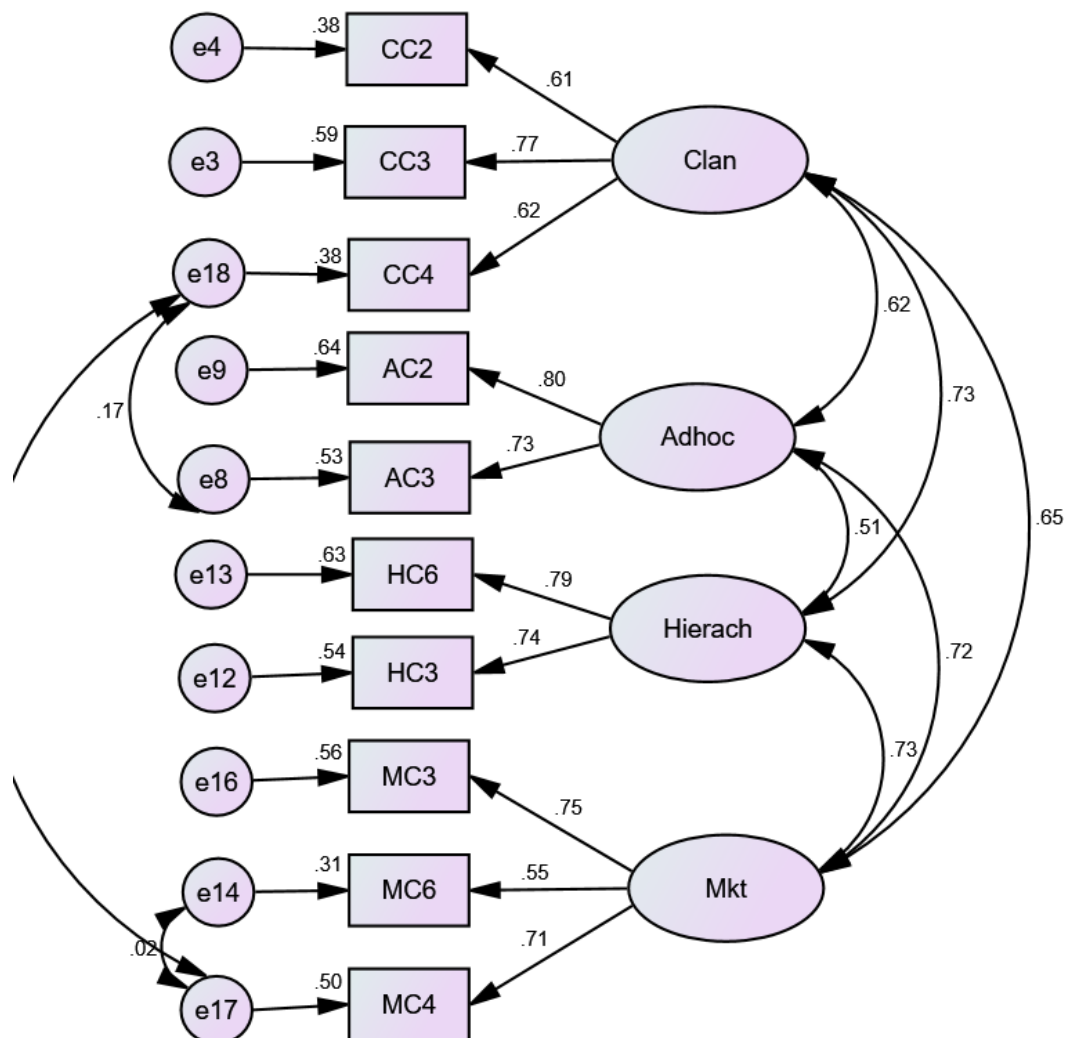 e4
.38
CC2
.61
e3
.59
CC3
.77
Clan
.62
e18
.38
CC4
.62
e9
.64
AC2
.80
.73
.17
Adhoc
.73
e8
.53
AC3
.51
.65
e13
.63
HC6
.79
Hierach
.74
.72
e12
.54
HC3
.73
e16
.56
MC3
.75
e14
.31
MC6
.55
Mkt
.02
.71
e17
.50
MC4